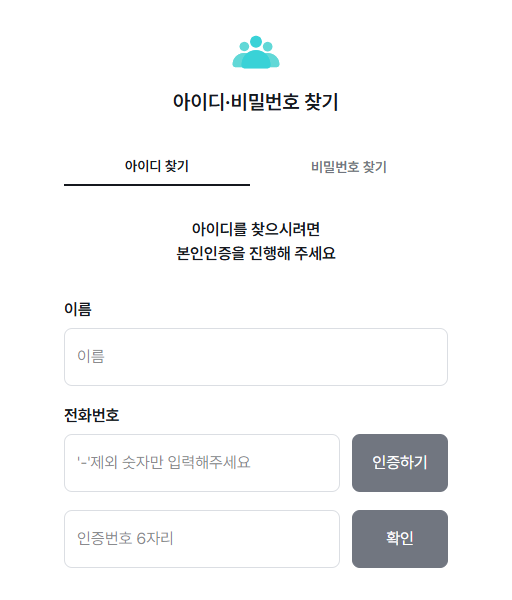 아이디·비밀번호 찾기
아이디 찾기
비밀번호 찾기
아이디를 찾으시려면
본인인증을 진행해 주세요
이름
이름
전화번호
'-'제외 숫자만 입력해주세요
인증하기
인증번호 6자리
확인